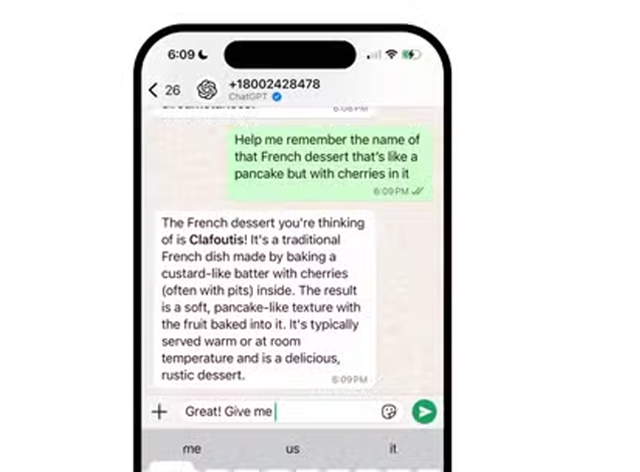 6:09
26
+18002428478
ChatGPT
6:08 PM
Help me remember the name of
that French dessert that's like a
pancake but with cherries in it
6:09 PM
The French dessert you're thinking
of is Clafoutis! It's a traditional
French dish made by baking a
custard-like batter with cherries
(often with pits) inside. The result
is a soft, pancake-like texture with
the fruit baked into it. It's typically
served warm or at room
temperature and is a delicious,
rustic dessert.
6:09 PM
Great! Give me
me us it